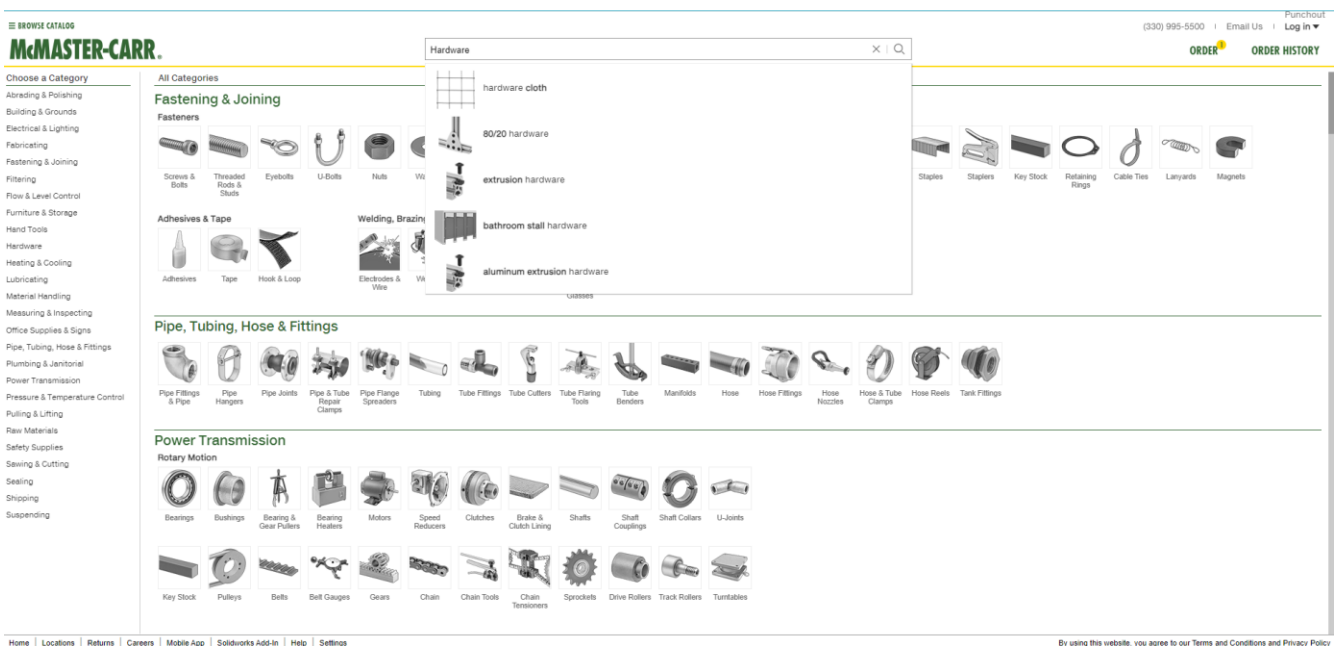 Punchout
≡ BROWSE CATALOG
(330) 995-5500 | Email Us | Log in ▼
McMASTER-CARR.
Hardware
ORDER 1 ORDER HISTORY
Choose a Category
Abrading & Polishing
Building & Grounds
Electrical & Lighting
Fabricating
Fastening & Joining
Filtering
Flow & Level Control
Furniture & Storage
Hand Tools
Hardware
Heating & Cooling
Lubricating
Material Handling
Measuring & Inspecting
Office Supplies & Signs
Pipe, Tubing, Hose & Fittings
Plumbing & Janitorial
Power Transmission
Pressure & Temperature Control
Pulling & Lifting
Raw Materials
Safety Supplies
Sawing & Cutting
Sealing
Shipping
Suspending
All Categories
hardware cloth
80/20 hardware
extrusion hardware
bathroom stall hardware
aluminum extrusion hardware
Fastening & Joining
Fasteners
Screws & Bolts
Threaded Rods & Studs
Eyebolts
U-Bolts
Nuts
Staples
Staplers
Key Stock
Retaining Rings
Cable Ties
Lanyards
Magnets
Adhesives & Tape
Adhesives
Tape
Hook & Loop
Welding, Brazing
Electrodes & Wire
Glasses
Pipe, Tubing, Hose & Fittings
Pipe Fittings & Pipe
Pipe Hangers
Pipe Joints
Pipe & Tube Repair Clamps
Pipe Flange Spreaders
Tubing
Tube Fittings
Tube Cutters
Tube Flaring Tools
Tube Benders
Manifolds
Hose
Hose Fittings
Hose Nozzles
Hose & Tube Clamps
Hose Reels
Tank Fittings
Power Transmission
Rotary Motion
Bearings
Bushings
Bearing & Gear Pullers
Bearing Heaters
Motors
Speed Reducers
Clutches
Brake & Clutch Lining
Shafts
Shaft Couplings
Shaft Collars
U-Joints
Key Stock
Pulleys
Belts
Belt Gauges
Gears
Chain
Chain Tools
Chain Tensioners
Sprockets
Drive Rollers
Track Rollers
Turntables
Home | Locations | Returns | Careers | Mobile App | Solidworks Add-In | Help | Settings
By using this website, you agree to our Terms and Conditions and Privacy Policy